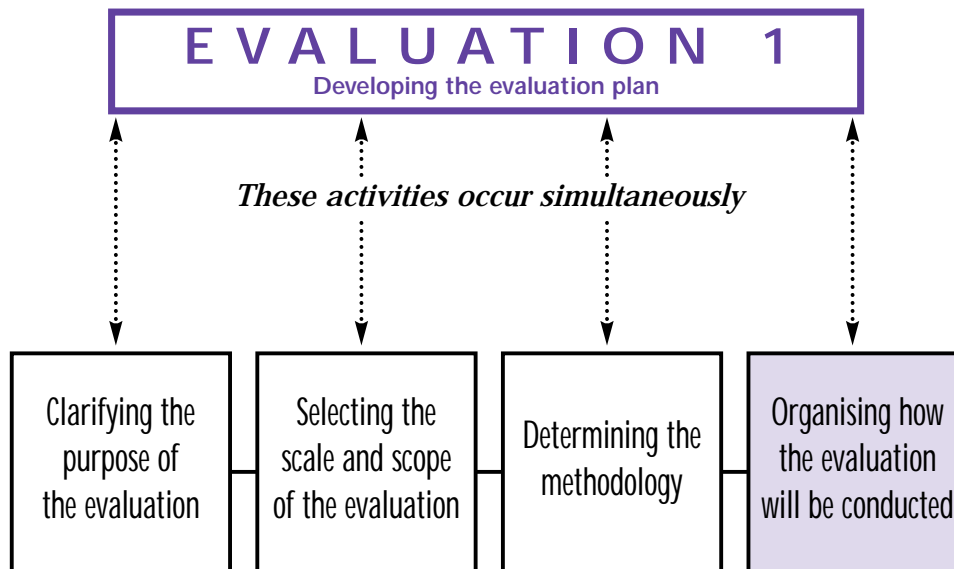 EVALUATION 1
Developing the evaluation plan
These activities occur simultaneously
Clarifying the
purpose of
the evaluation
Selecting the
scale and scope
of the evaluation
Determining the
methodology
Organising how
the evaluation
will be conducted